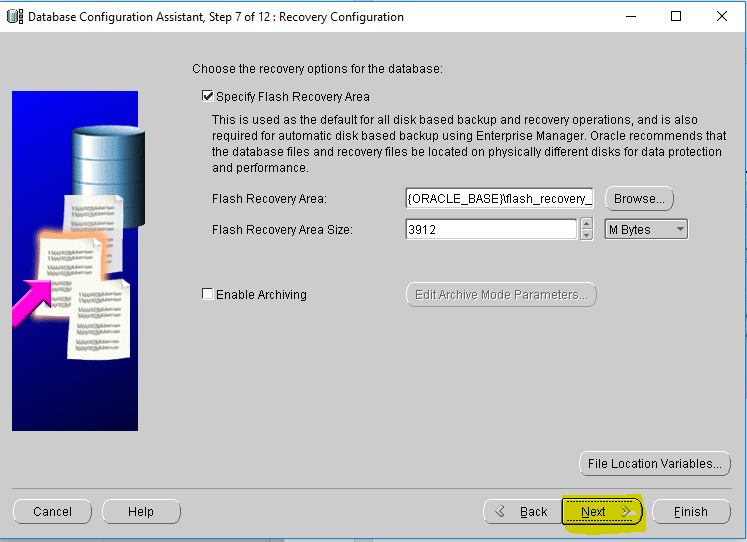 Database Configuration Assistant, Step 7 of 12 : Recovery Configuration
Choose the recovery options for the database:
Specify Flash Recovery Area
This is used as the default for all disk based backup and recovery operations, and is also
required for automatic disk based backup using Enterprise Manager. Oracle recommends that
the database files and recovery files be located on physically different disks for data protection
and performance.
Flash Recovery Area: {ORACLE_BASE}\flash_recovery_ Browse...
Flash Recovery Area Size: 3912 M Bytes
Enable Archiving Edit Archive Mode Parameters...
File Location Variables...
Cancel Help Back Next Finish